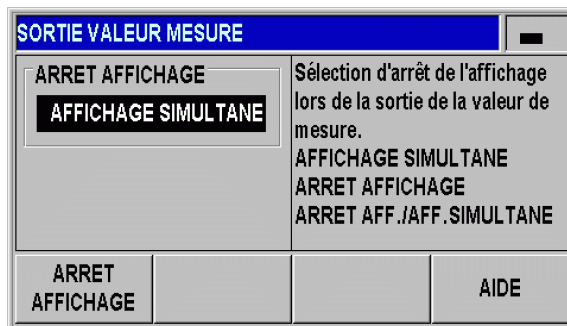 SORTIE VALEUR MESURE
ARRET AFFICHAGE
AFFICHAGE SIMULTANE
Sélection d'arrêt de l'affichage
lors de la sortie de la valeur de
mesure.
AFFICHAGE SIMULTANE
ARRET AFFICHAGE
ARRET AFF./AFF.SIMULTANE
ARRET
AFFICHAGE
AIDE